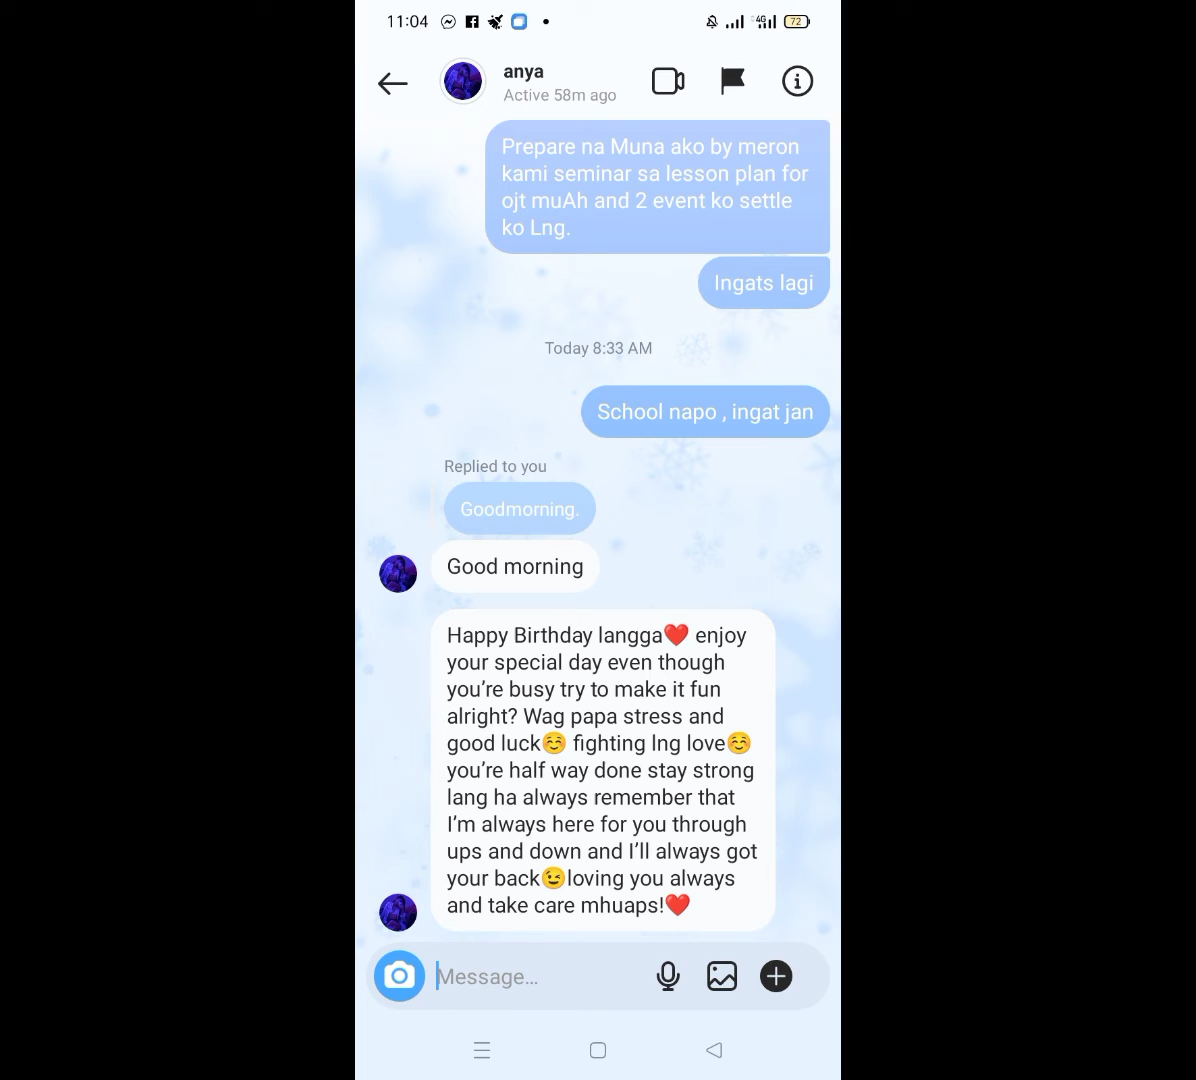 11:04
4G
72
anya
Active 58m ago
Prepare na Muna ako by meron
kami seminar sa lesson plan for
ojt muAh and 2 event ko settle
ko Lng.
Ingats lagi
Today 8:33 AM
School napo , ingat jan
Replied to you
Goodmorning.
Good morning
Happy Birthday langga❤️ enjoy
your special day even though
you're busy try to make it fun
alright? Wag papa stress and
good luck☺️ fighting lng love☺️
you're half way done stay strong
lang ha always remember that
I'm always here for you through
ups and down and I'll always got
your back😉loving you always
and take care mhuaps!❤️
Message...